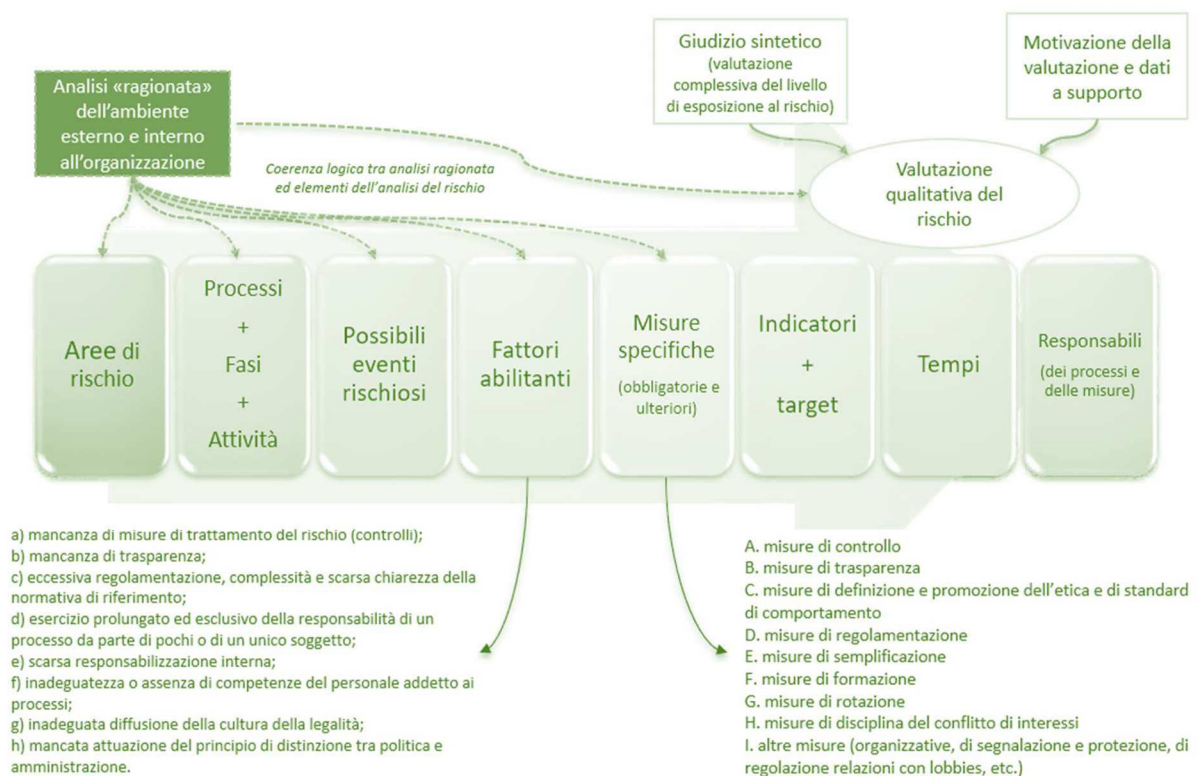 Analisi «ragionata»
dell'ambiente
esterno e interno
all'organizzazione
Giudizio sintetico
(valutazione
complessiva del livello
di esposizione al rischio)
Motivazione della
valutazione e dati
a supporto
Coerenza logica tra analisi ragionata
ed elementi dell'analisi del rischio
Valutazione
qualitativa del
rischio
Aree di
rischio
Processi
+
Fasi
+
Attività
Possibili
eventi
rischiosi
Fattori
abilitanti
Misure
specifiche
(obbligatorie e
ulteriori)
Indicatori
+
target
Tempi
Responsabili
(dei processi e
delle misure)
a) mancanza di misure di trattamento del rischio (controlli);
b) mancanza di trasparenza;
c) eccessiva regolamentazione, complessità e scarsa chiarezza della
normativa di riferimento;
d) esercizio prolungato ed esclusivo della responsabilità di un
processo da parte di pochi o di un unico soggetto;
e) scarsa responsabilizzazione interna;
f) inadeguatezza o assenza di competenze del personale addetto ai
processi;
g) inadeguata diffusione della cultura della legalità;
h) mancata attuazione del principio di distinzione tra politica e
amministrazione.
A. misure di controllo
B. misure di trasparenza
C. misure di definizione e promozione dell'etica e di standard
di comportamento
D. misure di regolamentazione
E. misure di semplificazione
F. misure di formazione
G. misure di rotazione
H. misure di disciplina del conflitto di interessi
I. altre misure (organizzative, di segnalazione e protezione, di
regolazione relazioni con lobbies, etc.)